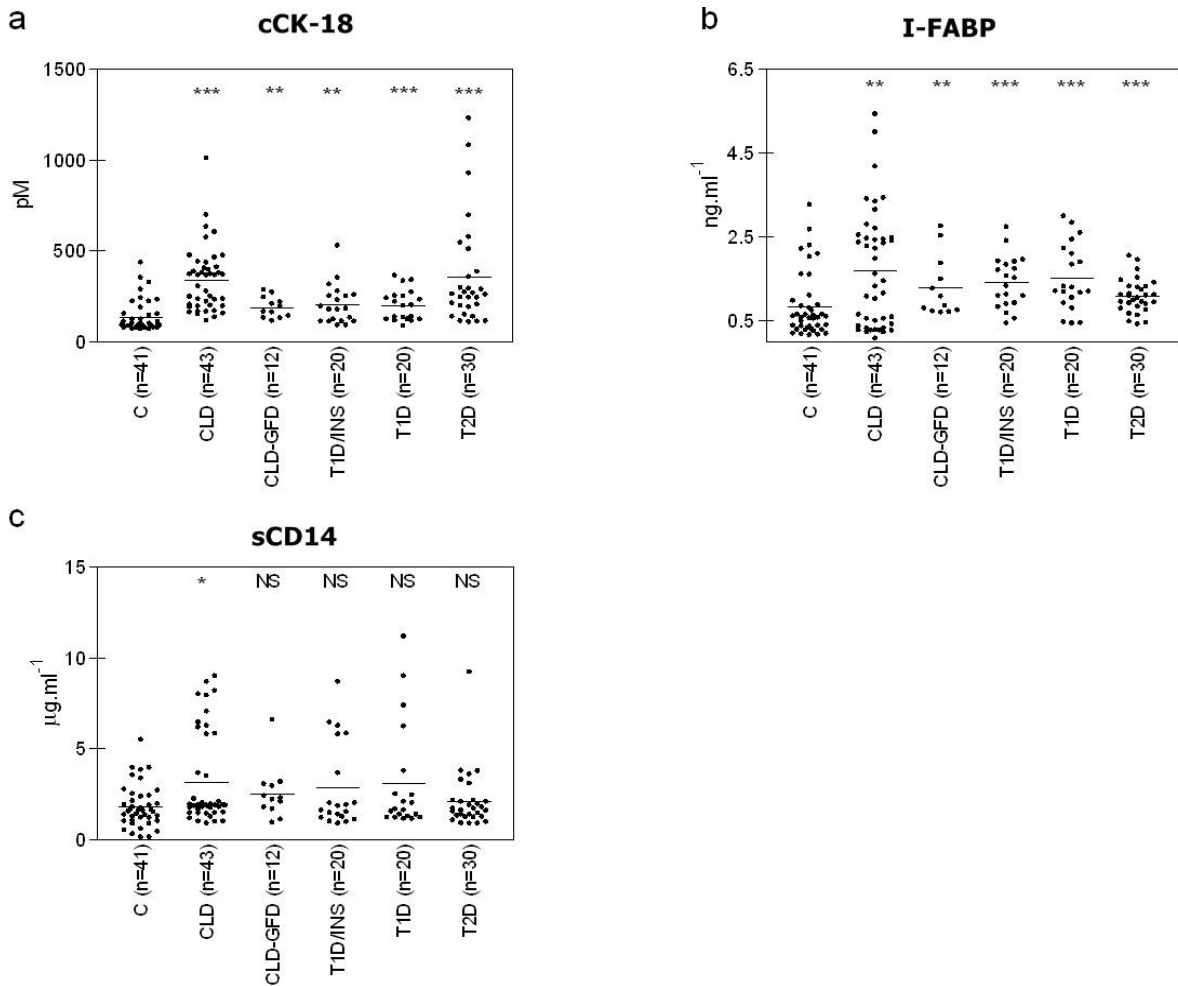 a
cCK-18
1500
1000
500
0
pM
*** ** ** *** ***
C (n=41)
CLD (n=43)
CLD-GFD (n=12)
T1D/INS (n=20)
T1D (n=20)
T2D (n=30)
b
I-FABP
6.5
4.5
2.5
0.5
ng.ml-1
** ** *** *** ***
C (n=41)
CLD (n=43)
CLD-GFD (n=12)
T1D/INS (n=20)
T1D (n=20)
T2D (n=30)
c
sCD14
15
10
5
0
µg.ml-1
* NS NS NS NS
C (n=41)
CLD (n=43)
CLD-GFD (n=12)
T1D/INS (n=20)
T1D (n=20)
T2D (n=30)